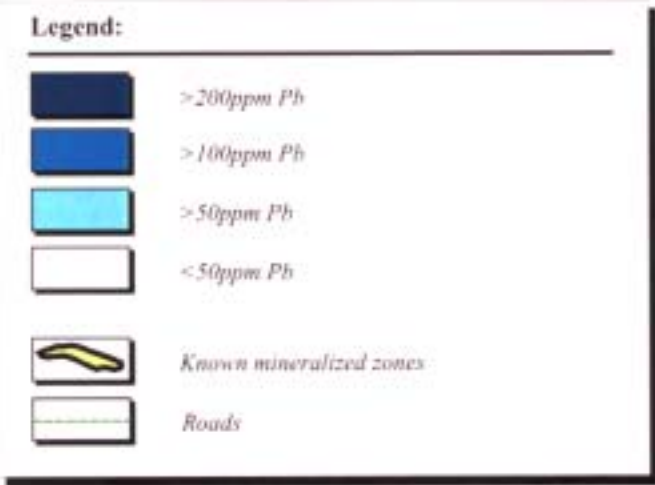 Legend:
>200ppm Pb
>100ppm Pb
>50ppm Pb
<50ppm Pb
Known mineralized zones
Roads